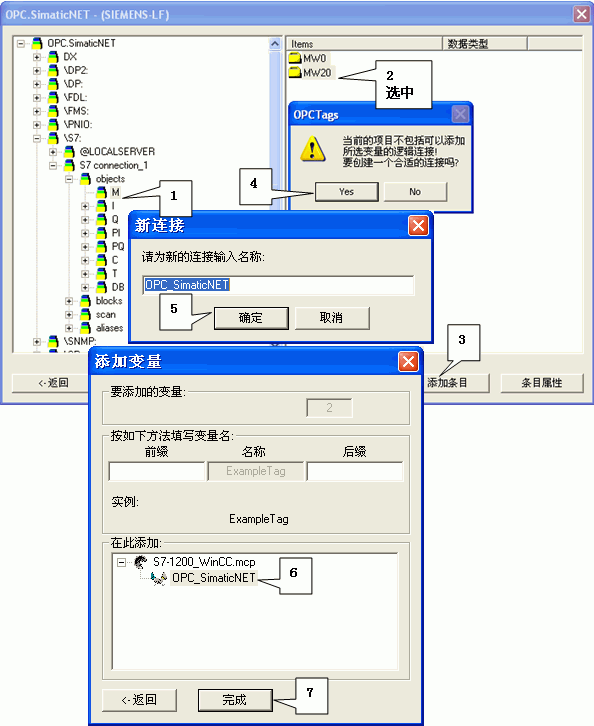 OPC.SimaticNET - (SIEMENS-LF)
OPC.SimaticNET
DX
\DP2:
\DP:
\FDL:
\FMS:
\PNIO:
\S7:
@LOCALSERVER
S7 connection_1
objects
M
I
Q
PI
PQ
C
T
DB
blocks
scan
aliases
\SNMP:
Items
数据类型
MW0
MW20
1
2
选中
OPCTags
当前的项目不包括可以添加
所选变量的逻辑连接!
要创建一个合适的连接吗?
4
Yes
No
新连接
请为新的连接输入名称:
OPC_SimaticNET
5
确定
取消
3
<-返回
添加条目
条目属性
添加变量
要添加的变量:
2
按如下方法填写变量名:
前缀
名称
后缀
ExampleTag
实例:
ExampleTag
在此添加:
S7-1200_WinCC.mcp
OPC_SimaticNET
6
<-返回
完成
7